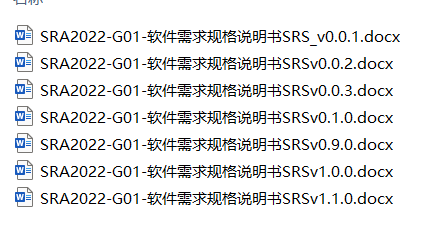 SRA2022-G01-软件需求规格说明书SRS_v0.0.1.docx
SRA2022-G01-软件需求规格说明书SRSv0.0.2.docx
SRA2022-G01-软件需求规格说明书SRSv0.0.3.docx
SRA2022-G01-软件需求规格说明书SRSv0.1.0.docx
SRA2022-G01-软件需求规格说明书SRSv0.9.0.docx
SRA2022-G01-软件需求规格说明书SRSv1.0.0.docx
SRA2022-G01-软件需求规格说明书SRSv1.1.0.docx